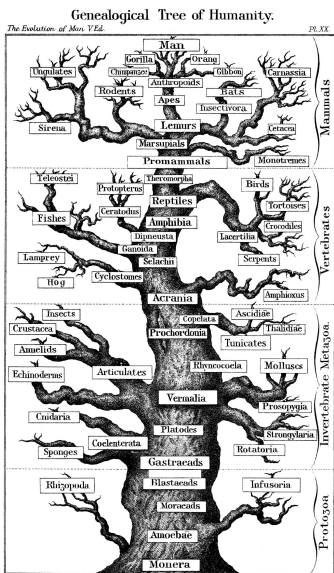 Genealogical Tree of Humanity.
The Evolution of Man V.Ed.
Pl.XX.
Man
Gorilla
Orang
Ungulates
Chimpanzee
Gibbon
Carnassia
Anthropoids
Rodents
Bats
Apes
Insectivora
Sirena
Lemurs
Cetacea
Marsupials
Promammals
Monotremes
Mammals
Teleostei
Theromorpha
Birds
Protopterus
Reptiles
Tortoises
Ceratodus
Fishes
Amphibia
Crocodiles
Dipneusta
Lacertilia
Ganoida
Lamprey
Selachii
Serpents
Cyclostomes
Hog
Acrania
Amphioxus
Vertebrates
Insects
Copelata
Ascidiae
Crustacea
Prochordonia
Thalidiae
Tunicates
Annelids
Rhyncocoela
Molluscs
Echinoderms
Articulates
Vermalia
Prosopygia
Cnidaria
Platodes
Strongylaria
Coelenterata
Rotatoria
Sponges
Gastraeads
Invertebrate Metazoa.
Rhizopoda
Blastaeads
Infusoria
Moraeads
Amoebae
Monera
Protozoa